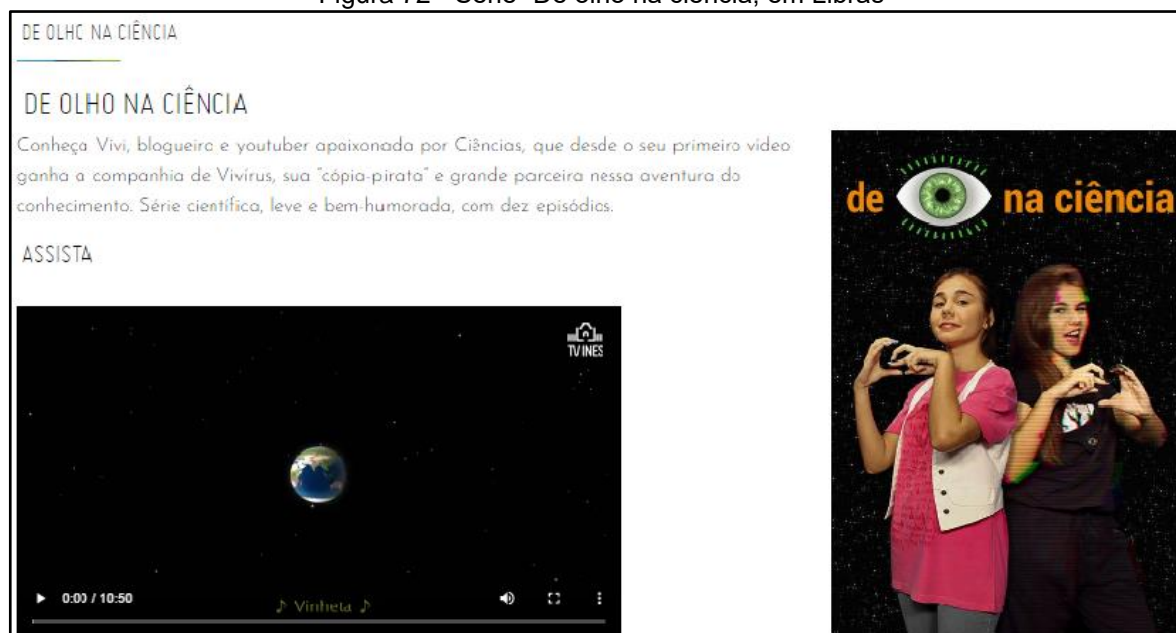 Figura 72 - Série "De olho na ciência, em Libras
DE OLHO NA CIÊNCIA
DE OLHO NA CIÊNCIA
Conheça Vivi, blogueira e youtuber apaixonada por Ciências, que desde o seu primeiro vídeo
ganha a companhia de Vivírus, sua "cópia-pirata" e grande parceira nessa aventura do
conhecimento. Série científica, leve e bem-humorada, com dez episódios.
ASSISTA
TV INES
0:00 / 10:50
♪ Vinheta ♪
de na ciência